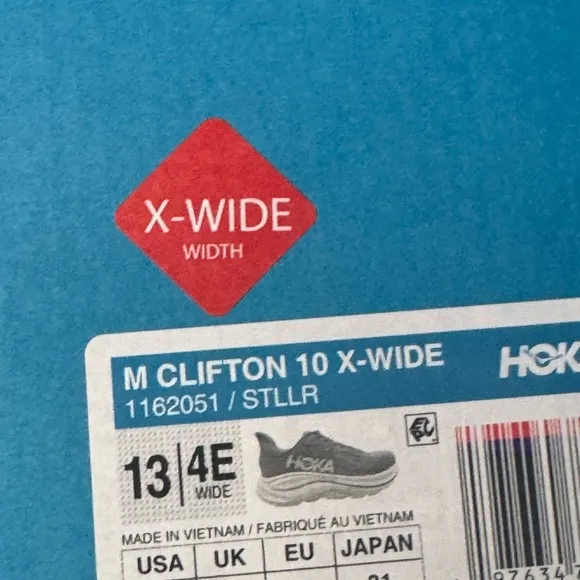 X-WIDE
WIDTH
M CLIFTON 10 X-WIDE
1162051 / STLLR
13 4E
WIDE
HOKA
MADE IN VIETNAM / FABRIQUÉ AU VIETNAM
USA UK EU JAPAN